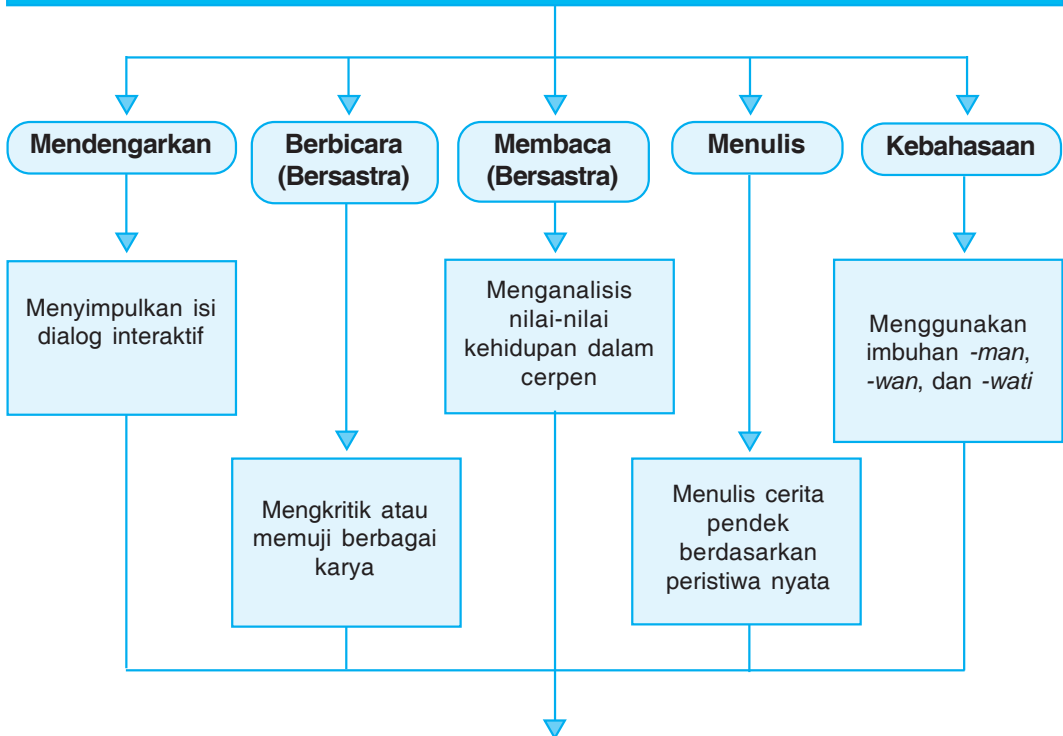 Mendengarkan
Berbicara
(Bersastra)
Membaca
(Bersastra)
Menulis
Kebahasaan
Menyimpulkan isi
dialog interaktif
Mengkritik atau
memuji berbagai
karya
Menganalisis
nilai-nilai
kehidupan dalam
cerpen
Menulis cerita
pendek
berdasarkan
peristiwa nyata
Menggunakan
imbuhan -man,
-wan, dan -wati